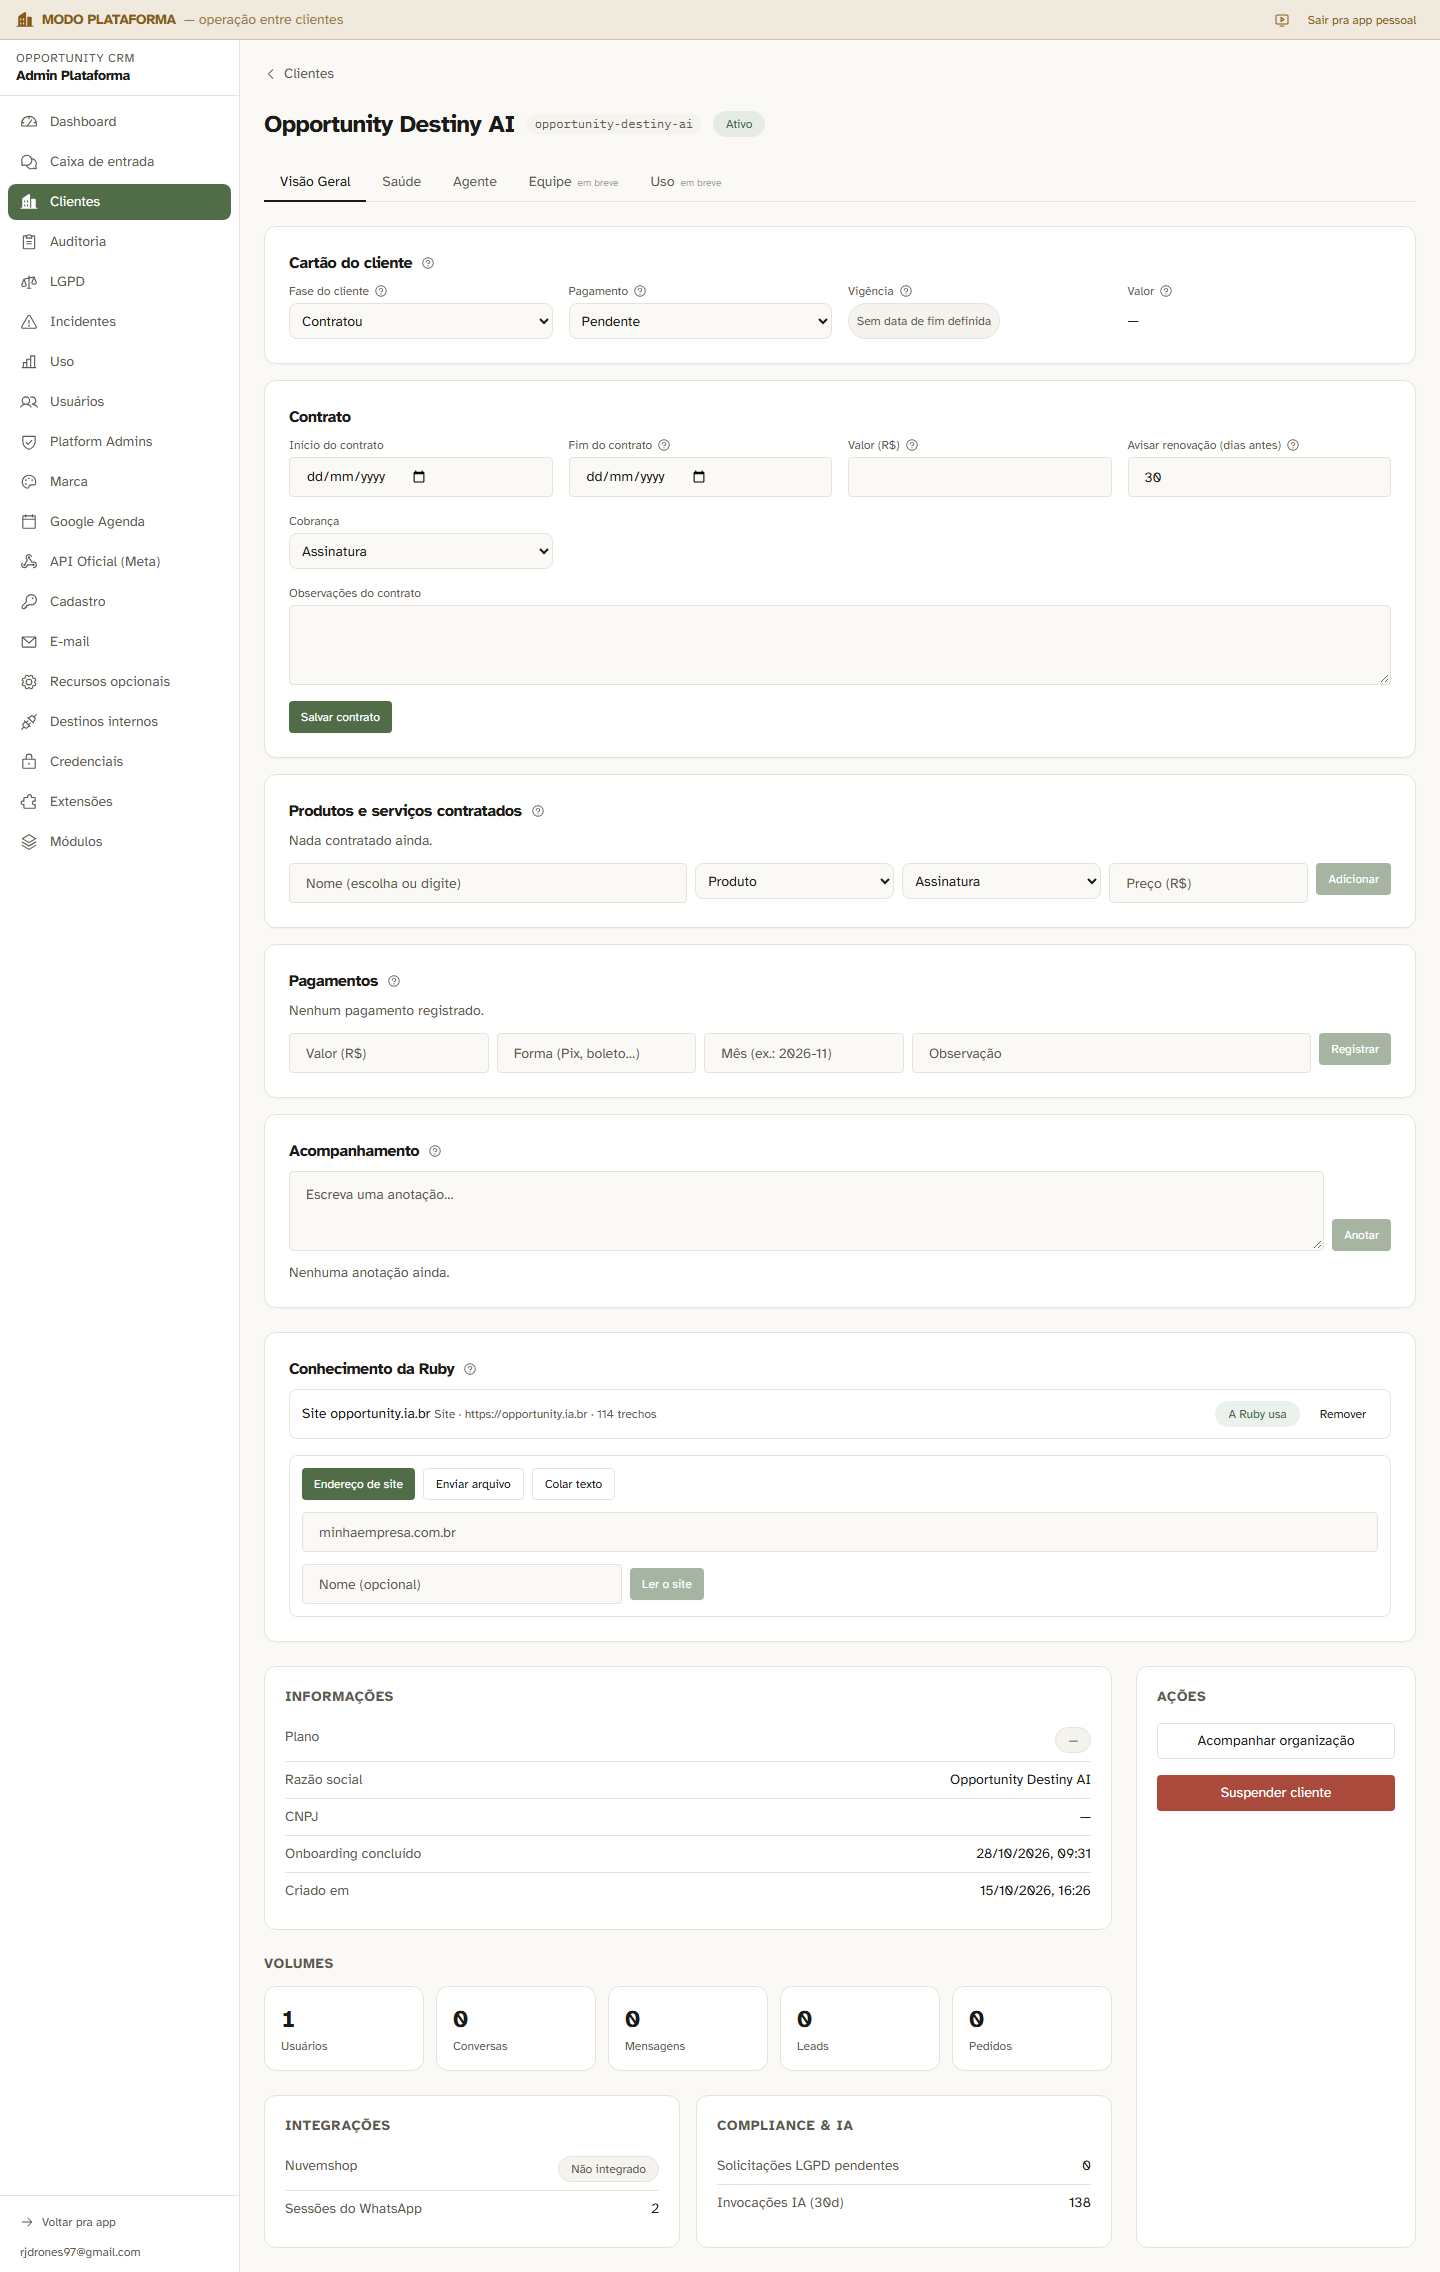 MODO PLATAFORMA — operação entre clientes
Sair pra app pessoal
OPPORTUNITY CRM
Admin Plataforma
Dashboard
Caixa de entrada
Clientes
Auditoria
LGPD
Incidentes
Uso
Usuários
Platform Admins
Marca
Google Agenda
API Oficial (Meta)
Cadastro
E-mail
Recursos opcionais
Destinos internos
Credenciais
Extensões
Módulos
Voltar pra app
rjdrones97@gmail.com
Clientes
Opportunity Destiny AI opportunity-destiny-ai Ativo
Visão Geral Saúde Agente Equipe em breve Uso em breve
Cartão do cliente
Fase do cliente Pagamento Vigência Valor
Contratou Pendente Sem data de fim definida —
Contrato
Início do contrato Fim do contrato Valor (R$) Avisar renovação (dias antes)
dd/mm/yyyy dd/mm/yyyy 30
Cobrança
Assinatura
Observações do contrato
Salvar contrato
Produtos e serviços contratados
Nada contratado ainda.
Nome (escolha ou digite) Produto Assinatura Preço (R$) Adicionar
Pagamentos
Nenhum pagamento registrado.
Valor (R$) Forma (Pix, boleto...) Mês (ex.: 2026-11) Observação Registrar
Acompanhamento
Escreva uma anotação...
Anotar
Nenhuma anotação ainda.
Conhecimento da Ruby
Site opportunity.ia.br Site · https://opportunity.ia.br · 114 trechos A Ruby usa Remover
Endereço de site Enviar arquivo Colar texto
minhaempresa.com.br
Nome (opcional) Ler o site
INFORMAÇÕES
Plano —
Razão social Opportunity Destiny AI
CNPJ —
Onboarding concluído 28/10/2026, 09:31
Criado em 15/10/2026, 16:26
AÇÕES
Acompanhar organização
Suspender cliente
VOLUMES
1 0 0 0 0
Usuários Conversas Mensagens Leads Pedidos
INTEGRAÇÕES
Nuvemshop Não integrado
Sessões do WhatsApp 2
COMPLIANCE & IA
Solicitações LGPD pendentes 0
Invocações IA (30d) 138